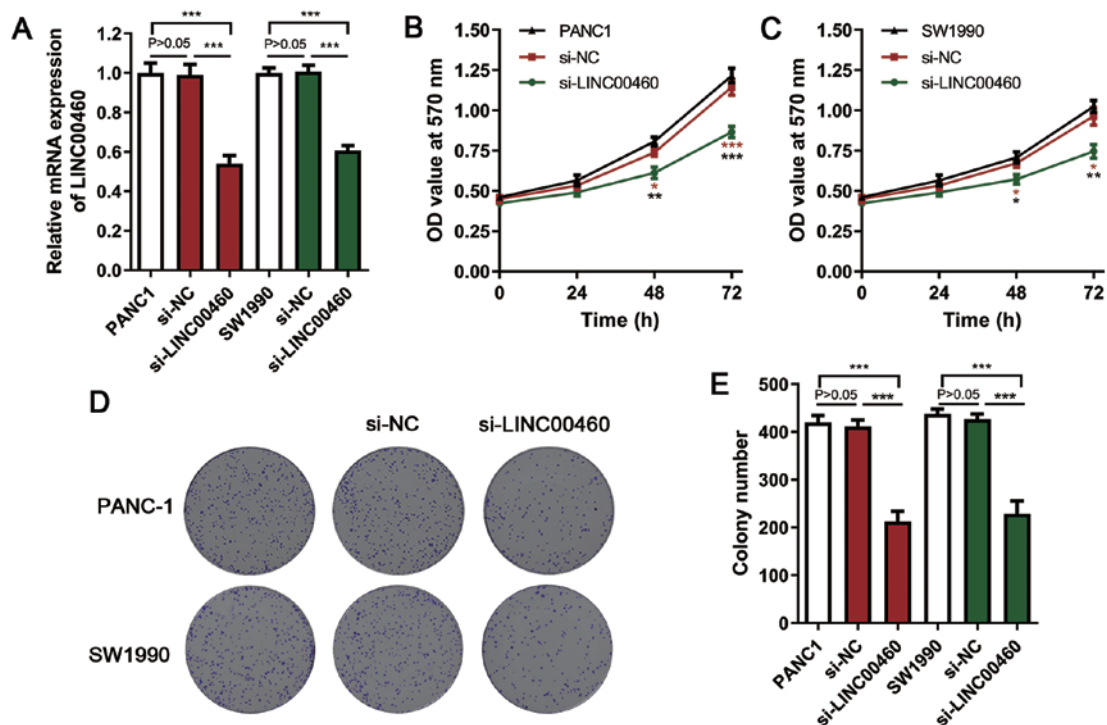 A
Relative mRNA expression
of LINC00460
1.2
1.0
0.8
0.6
0.4
0.2
0.0
***
***
P>0.05
***
P>0.05
***
PANC1
si-NC
si-LINC00460
SW1990
si-NC
si-LINC00460
B
PANC1
si-NC
si-LINC00460
OD value at 570 nm
1.50
1.25
1.00
0.75
0.50
0.25
0.00
*
**
***
***
0
24
48
72
Time (h)
C
SW1990
si-NC
si-LINC00460
OD value at 570 nm
1.50
1.25
1.00
0.75
0.50
0.25
0.00
*
*
*
**
0
24
48
72
Time (h)
D
si-NC
si-LINC00460
PANC-1
SW1990
E
Colony number
500
400
300
200
100
0
***
***
P>0.05
***
P>0.05
***
PANC1
si-NC
si-LINC00460
SW1990
si-NC
si-LINC00460